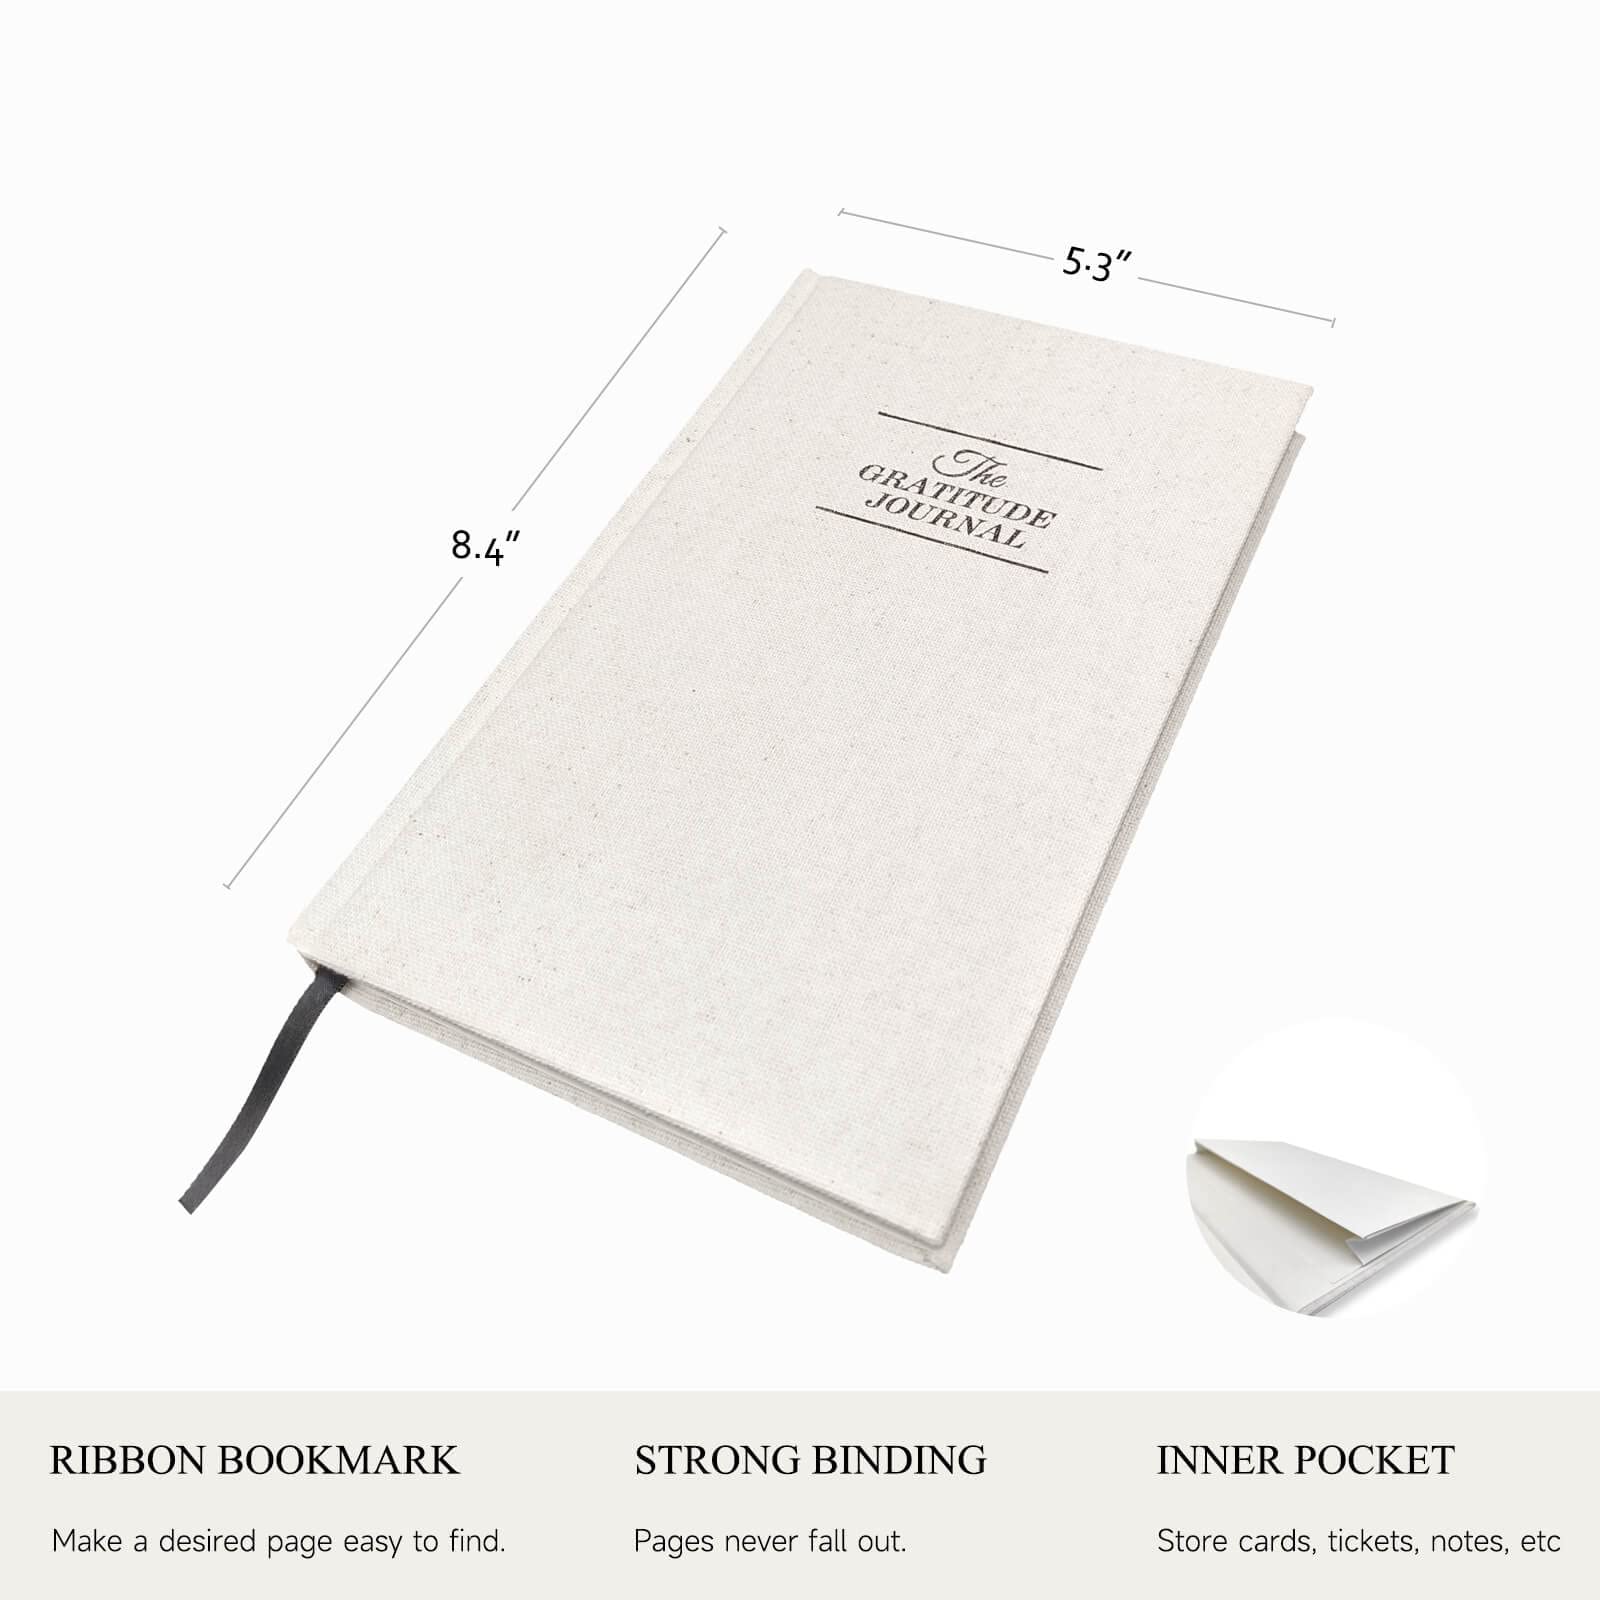 5.3"
8.4"
The
GRATITUDE
JOURNAL
RIBBON BOOKMARK
Make a desired page easy to find.
STRONG BINDING
Pages never fall out.
INNER POCKET
Store cards, tickets, notes, etc